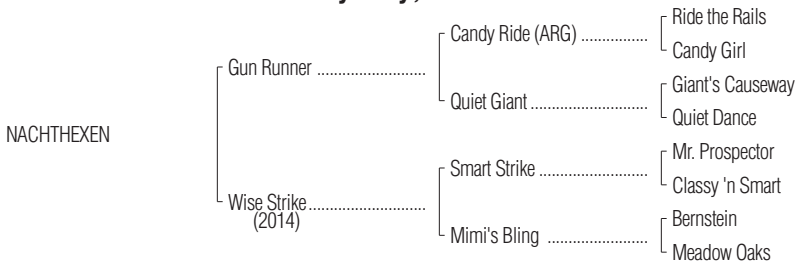 Ride the Rails
Candy Ride (ARG) ................
Candy Girl
Gun Runner ..........................
Giant's Causeway
Quiet Giant ............................
Quiet Dance
NACHTHEXEN
Mr. Prospector
Smart Strike ..........................
Classy 'n Smart
Wise Strike............................
(2014)
Bernstein
Mimi's Bling ........................
Meadow Oaks